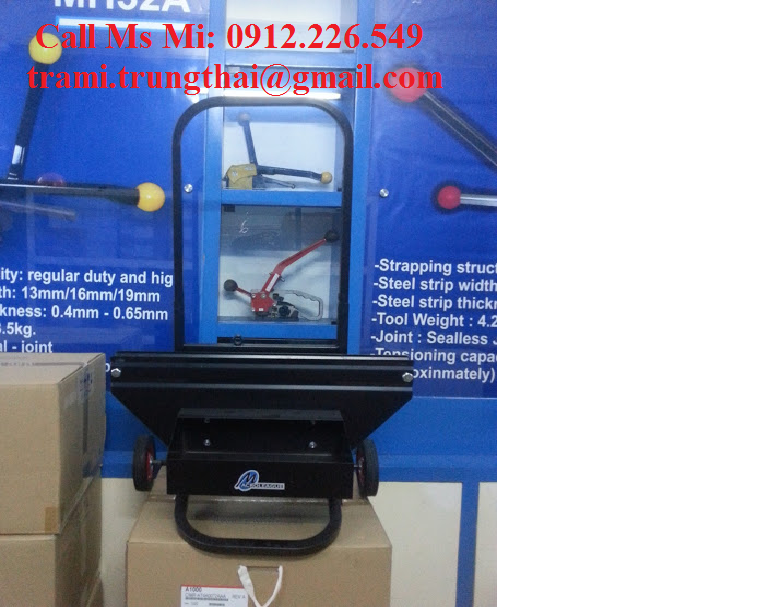 MH32A
Call Ms Mi: 0912.226.549
trami.trungthai@gmail.com
ity: regular duty and hig
th: 13mm/16mm/19mm
kness: 0.4mm - 0.65mm
.5kg.
al - joint
-Strapping struct
-Steel strip width
-Steel strip thickn
-Tool Weight : 4.2
-Joint : Sealless J
-Tensioning capac
oxinmately)
A1000